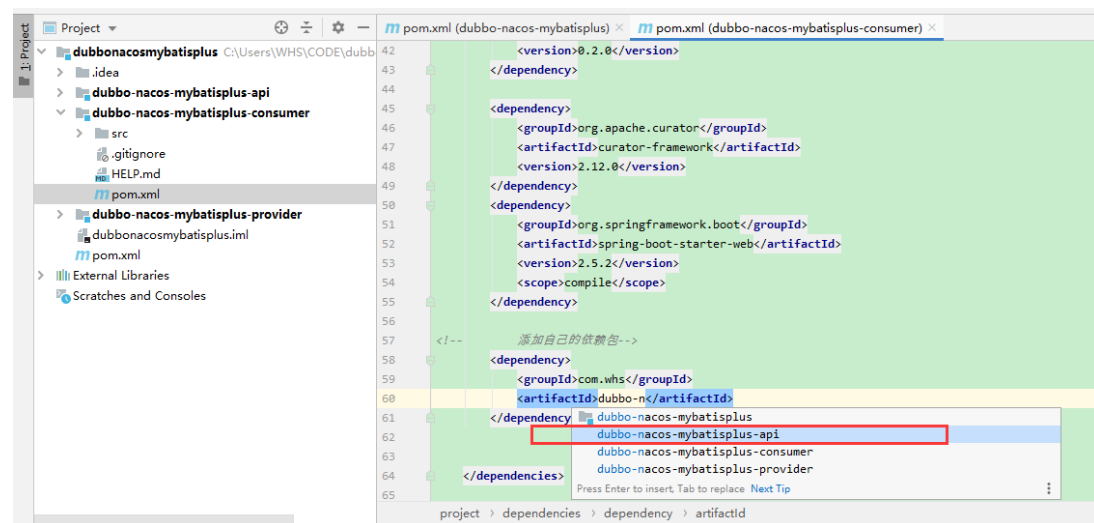 1: Project
Project
dubbonacosmybatisplus C:\Users\WHS\CODE\dubb
.idea
dubbo-nacos-mybatisplus-api
dubbo-nacos-mybatisplus-consumer
src
.gitignore
HELP.md
pom.xml
dubbo-nacos-mybatisplus-provider
dubbonacosmybatisplus.iml
pom.xml
External Libraries
Scratches and Consoles
pom.xml (dubbo-nacos-mybatisplus) pom.xml (dubbo-nacos-mybatisplus-consumer)
42 <version>0.2.0</version>
43 </dependency>
44
45 <dependency>
46 <groupId>org.apache.curator</groupId>
47 <artifactId>curator-framework</artifactId>
48 <version>2.12.0</version>
49 </dependency>
50 <dependency>
51 <groupId>org.springframework.boot</groupId>
52 <artifactId>spring-boot-starter-web</artifactId>
53 <version>2.5.2</version>
54 <scope>compile</scope>
55 </dependency>
56
57 <!-- 添加自己的依赖包-->
58 <dependency>
59 <groupId>com.whs</groupId>
60 <artifactId>dubbo-n</artifactId>
61 </dependency
62
63
64 </dependencies>
65
dubbo-nacos-mybatisplus
dubbo-nacos-mybatisplus-api
dubbo-nacos-mybatisplus-consumer
dubbo-nacos-mybatisplus-provider
Press Enter to insert, Tab to replace Next Tip
project › dependencies › dependency › artifactId